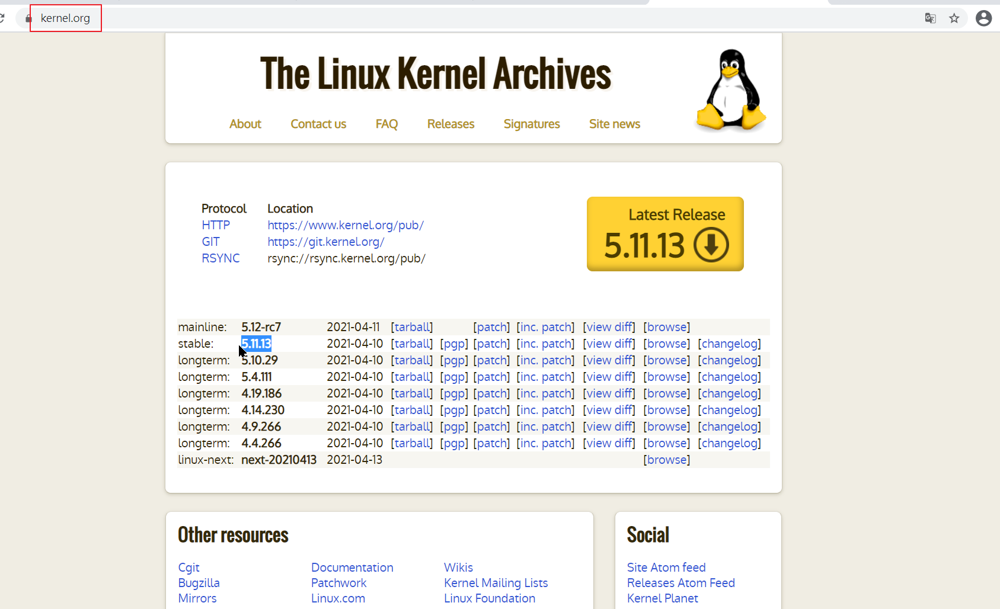 kernel.org
The Linux Kernel Archives
About Contact us FAQ Releases Signatures Site news
Protocol Location
HTTP https://www.kernel.org/pub/
GIT https://git.kernel.org/
RSYNC rsync://rsync.kernel.org/pub/
Latest Release
5.11.13
mainline: 5.12-rc7 2021-04-11 [tarball] [patch] [inc. patch] [view diff] [browse]
stable: 5.11.13 2021-04-10 [tarball] [pgp] [patch] [inc. patch] [view diff] [browse] [changelog]
longterm: 5.10.29 2021-04-10 [tarball] [pgp] [patch] [inc. patch] [view diff] [browse] [changelog]
longterm: 5.4.111 2021-04-10 [tarball] [pgp] [patch] [inc. patch] [view diff] [browse] [changelog]
longterm: 4.19.186 2021-04-10 [tarball] [pgp] [patch] [inc. patch] [view diff] [browse] [changelog]
longterm: 4.14.230 2021-04-10 [tarball] [pgp] [patch] [inc. patch] [view diff] [browse] [changelog]
longterm: 4.9.266 2021-04-10 [tarball] [pgp] [patch] [inc. patch] [view diff] [browse] [changelog]
longterm: 4.4.266 2021-04-10 [tarball] [pgp] [patch] [inc. patch] [view diff] [browse] [changelog]
linux-next: next-20210413 2021-04-13 [browse]
Other resources
Cgit Documentation Wikis
Bugzilla Patchwork Kernel Mailing Lists
Mirrors Linux.com Linux Foundation
Social
Site Atom feed
Releases Atom Feed
Kernel Planet